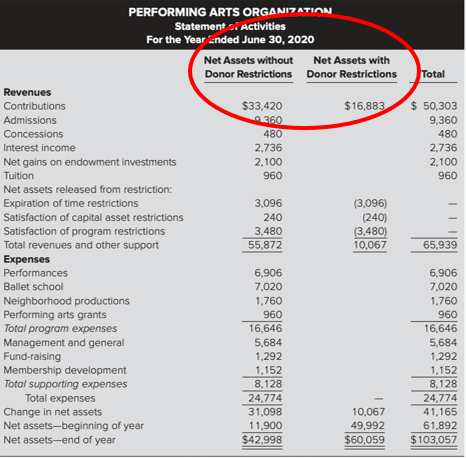 PERFORMING ARTS ORGANIZATION
Statement of Activities
For the Year Ended June 30, 2020
Net Assets without Donor Restrictions Net Assets with Donor Restrictions Total
Revenues
Contributions $33,420 $16,883 $ 50,303
Admissions 9,360 9,360
Concessions 480 480
Interest income 2,736 2,736
Net gains on endowment investments 2,100 2,100
Tuition 960 960
Net assets released from restriction:
Expiration of time restrictions 3,096 (3,096) —
Satisfaction of capital asset restrictions 240 (240) —
Satisfaction of program restrictions 3,480 (3,480) —
Total revenues and other support 55,872 10,067 65,939
Expenses
Performances 6,906 6,906
Ballet school 7,020 7,020
Neighborhood productions 1,760 1,760
Performing arts grants 960 960
Total program expenses 16,646 16,646
Management and general 5,684 5,684
Fund-raising 1,292 1,292
Membership development 1,152 1,152
Total supporting expenses 8,128 8,128
Total expenses 24,774 — 24,774
Change in net assets 31,098 10,067 41,165
Net assets—beginning of year 11,900 49,992 61,892
Net assets—end of year $42,998 $60,059 $103,057